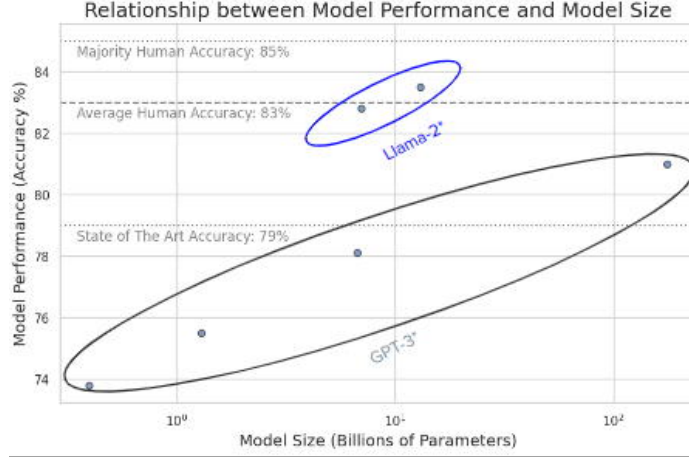 Relationship between Model Performance and Model Size
Majority Human Accuracy: 85%
84
Average Human Accuracy: 83%
82
Llama-2*
80
State of The Art Accuracy: 79%
78
76
GPT-3*
74
Model Performance (Accuracy %)
10⁰
10¹
10²
Model Size (Billions of Parameters)